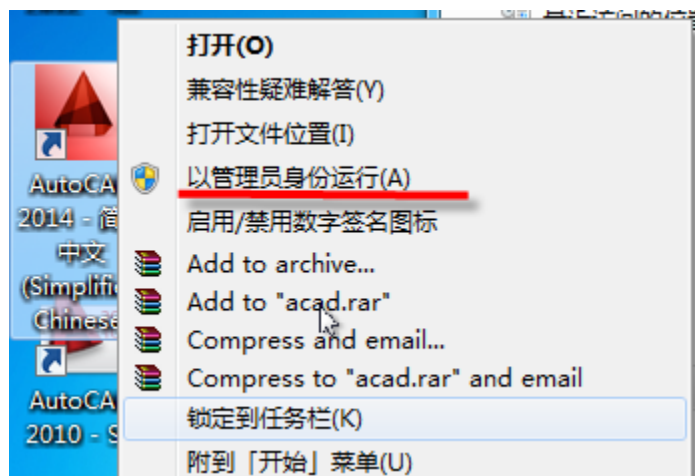 打开(O)
兼容性疑难解答(Y)
打开文件位置(I)
以管理员身份运行(A)
启用/禁用数字签名图标
Add to archive...
Add to "acad.rar"
Compress and email...
Compress to "acad.rar" and email
锁定到任务栏(K)
附到「开始」菜单(U)
AutoCA
2014 - 简
中文
(Simplifi
Chinese
AutoCA
2010 - S